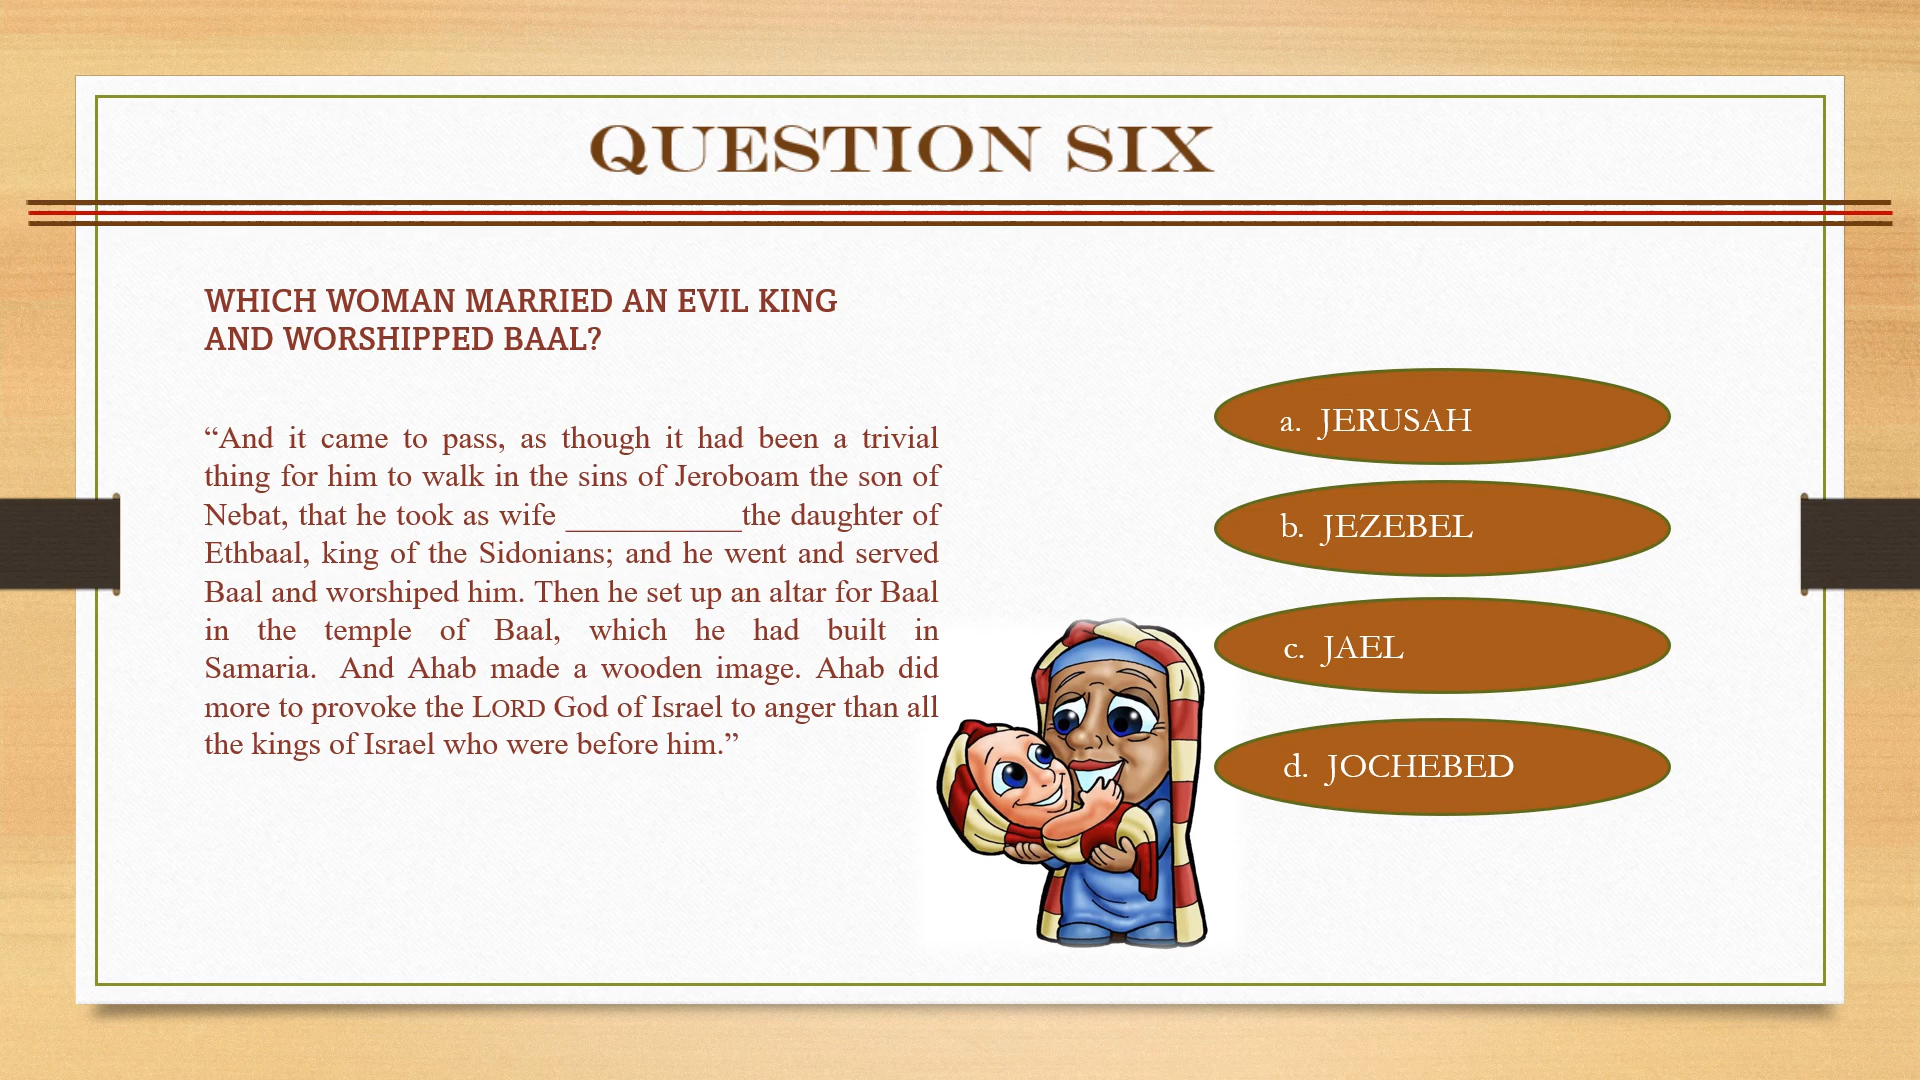 QUESTION SIX
WHICH WOMAN MARRIED AN EVIL KING
AND WORSHIPPED BAAL?
“And it came to pass, as though it had been a trivial
thing for him to walk in the sins of Jeroboam the son of
Nebat, that he took as wife ___________the daughter of
Ethbaal, king of the Sidonians; and he went and served
Baal and worshiped him. Then he set up an altar for Baal
in the temple of Baal, which he had built in
Samaria.  And Ahab made a wooden image. Ahab did
more to provoke the LORD God of Israel to anger than all
the kings of Israel who were before him.”
a. JERUSAH
b. JEZEBEL
c. JAEL
d. JOCHEBED